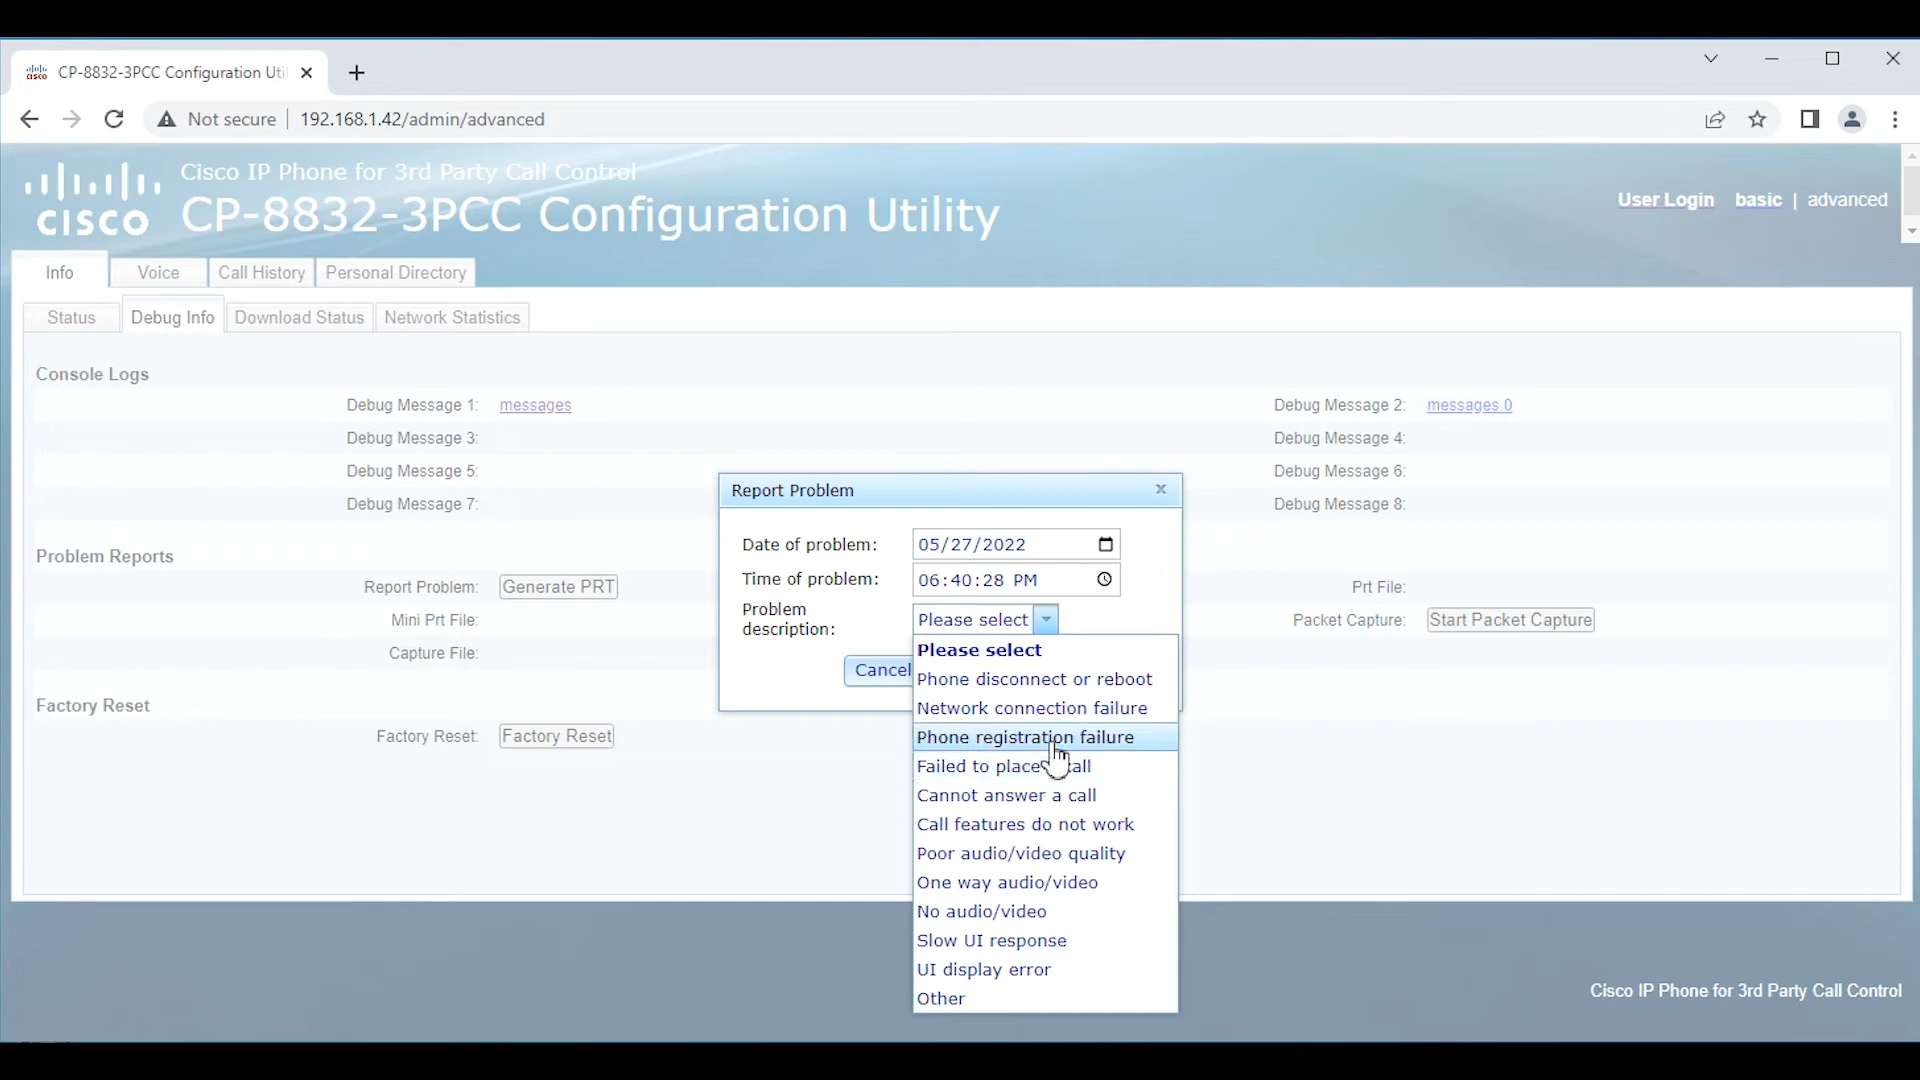 CP-8832-3PCC Configuration Uti
Not secure 192.168.1.42/admin/advanced
Cisco IP Phone for 3rd Party Call Control
CISCO CP-8832-3PCC Configuration Utility
User Login basic | advanced
Info Voice Call History Personal Directory
Status Debug Info Download Status Network Statistics
Console Logs
Debug Message 1: messages Debug Message 2: messages.0
Debug Message 3: Debug Message 4:
Debug Message 5: Debug Message 6:
Debug Message 7: Debug Message 8:
Problem Reports
Report Problem: Generate PRT Prt File:
Mini Prt File: Packet Capture: Start Packet Capture
Capture File:
Factory Reset
Factory Reset: Factory Reset
Report Problem x
Date of problem: 05/27/2022
Time of problem: 06:40:28 PM
Problem description: Please select
Cancel
Please select
Phone disconnect or reboot
Network connection failure
Phone registration failure
Failed to place call
Cannot answer a call
Call features do not work
Poor audio/video quality
One way audio/video
No audio/video
Slow UI response
UI display error
Other
Cisco IP Phone for 3rd Party Call Control